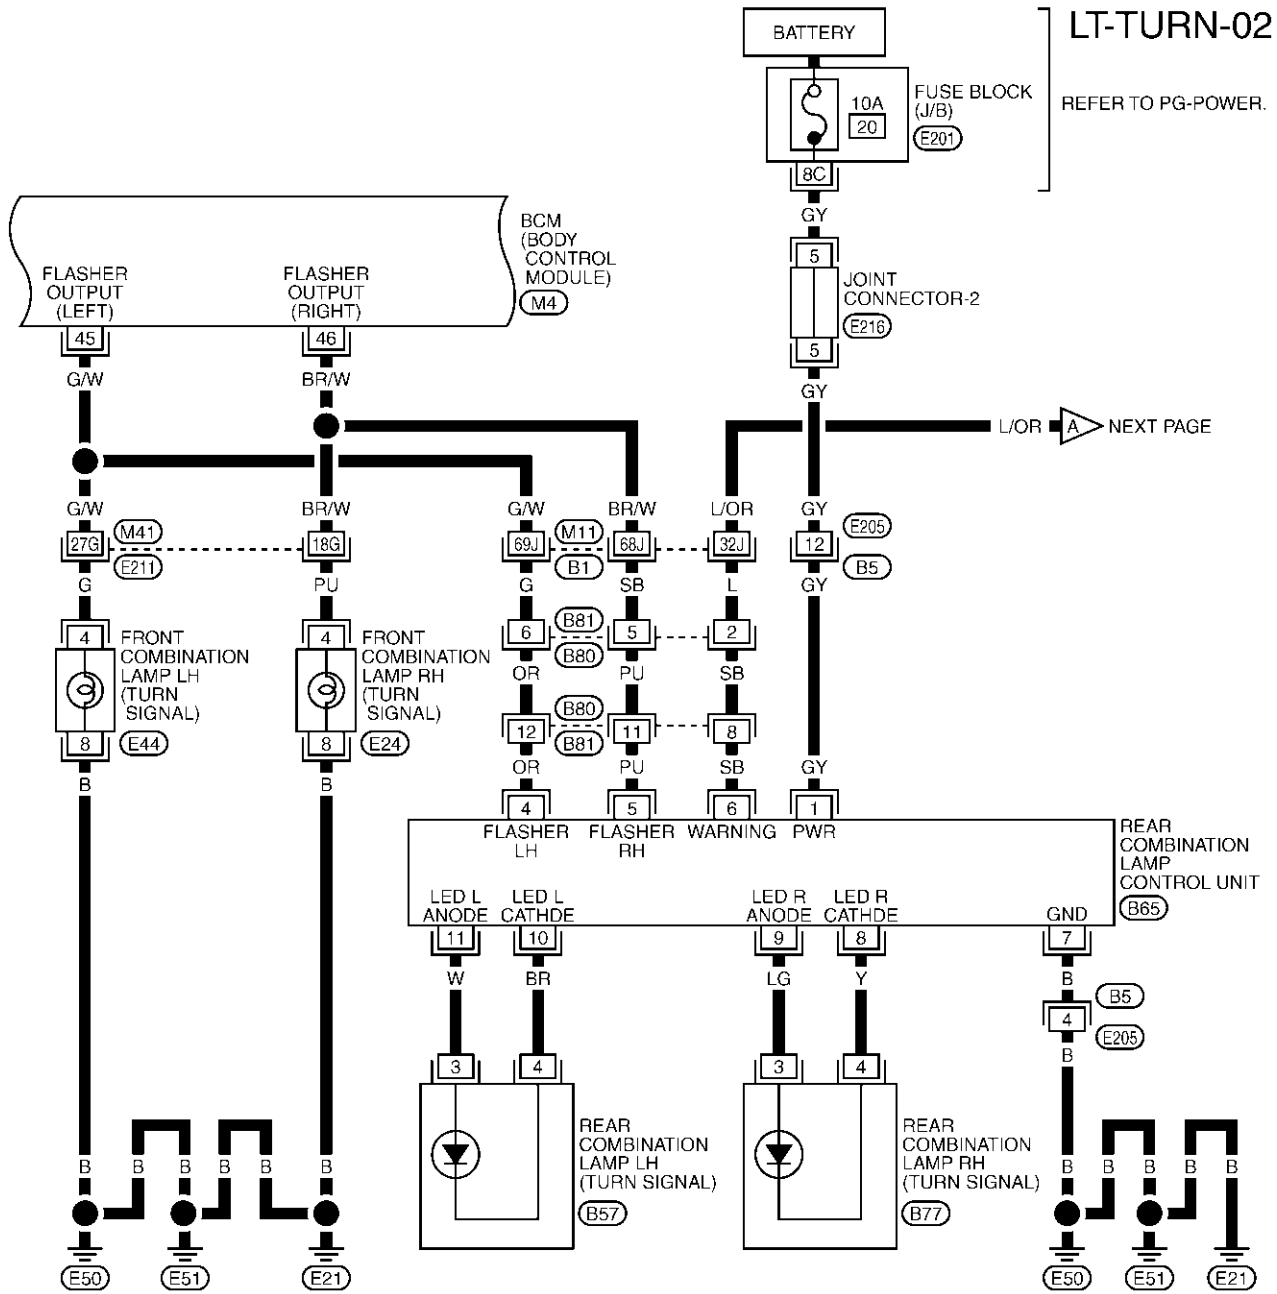 LT-TURN-02
BATTERY
10A
20
FUSE BLOCK
(J/B)
E201
REFER TO PG-POWER.
8C
GY
5
JOINT
CONNECTOR-2
E216
5
GY
BCM
(BODY
CONTROL
MODULE)
M4
FLASHER
OUTPUT
(LEFT)
FLASHER
OUTPUT
(RIGHT)
45
46
G/W
BR/W
L/OR
A
NEXT PAGE
G/W
BR/W
G/W
BR/W
L/OR
GY
27G
M41
E211
18G
69J
M11
B1
68J
32J
12
E205
B5
G
PU
G
SB
L
GY
4
FRONT
COMBINATION
LAMP LH
(TURN
SIGNAL)
8
E44
4
FRONT
COMBINATION
LAMP RH
(TURN
SIGNAL)
8
E24
6
B81
B80
5
2
OR
PU
SB
12
B80
B81
11
8
OR
PU
SB
GY
B
B
4
5
6
1
FLASHER
LH
FLASHER
RH
WARNING
PWR
REAR
COMBINATION
LAMP
CONTROL UNIT
B65
LED L
ANODE
LED L
CATHDE
LED R
ANODE
LED R
CATHDE
GND
11
10
9
8
7
W
BR
LG
Y
B
4
B5
E205
B
3
4
3
4
REAR
COMBINATION
LAMP LH
(TURN SIGNAL)
B57
REAR
COMBINATION
LAMP RH
(TURN SIGNAL)
B77
B
B
B
B
B
B
B
B
B
B
B
E50
E51
E21
E50
E51
E21